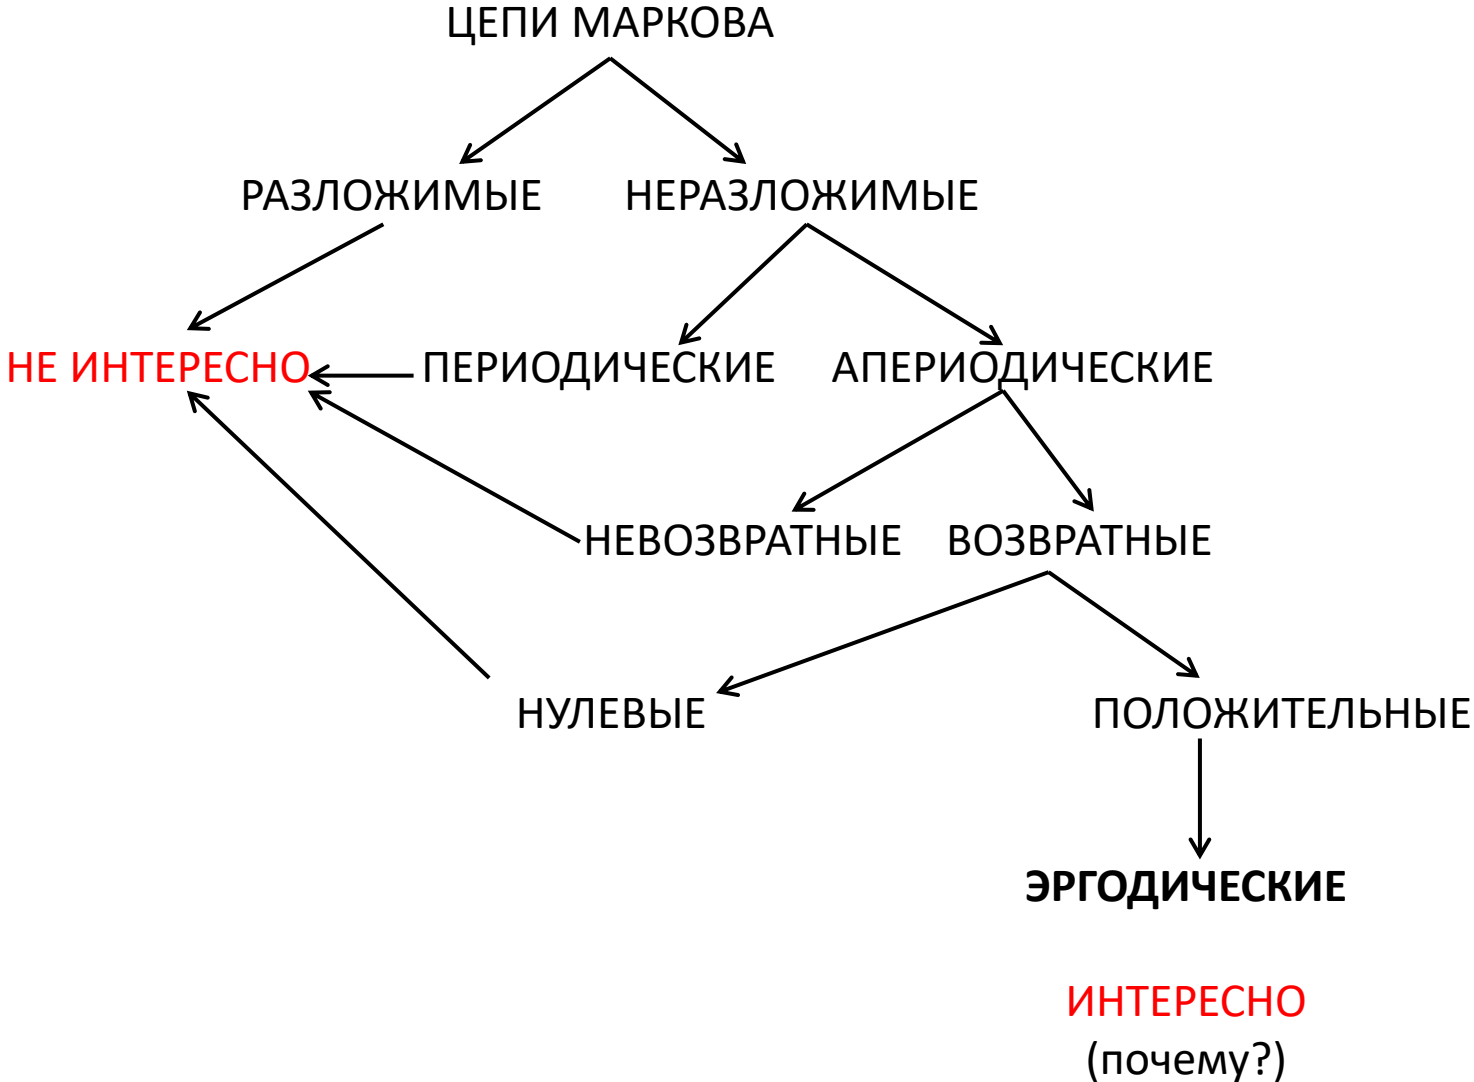 ЦЕПИ МАРКОВА
РАЗЛОЖИМЫЕ НЕРАЗЛОЖИМЫЕ
НЕ ИНТЕРЕСНО ПЕРИОДИЧЕСКИЕ АПЕРИОДИЧЕСКИЕ
НЕВОЗВРАТНЫЕ ВОЗВРАТНЫЕ
НУЛЕВЫЕ ПОЛОЖИТЕЛЬНЫЕ
ЭРГОДИЧЕСКИЕ
ИНТЕРЕСНО
(почему?)